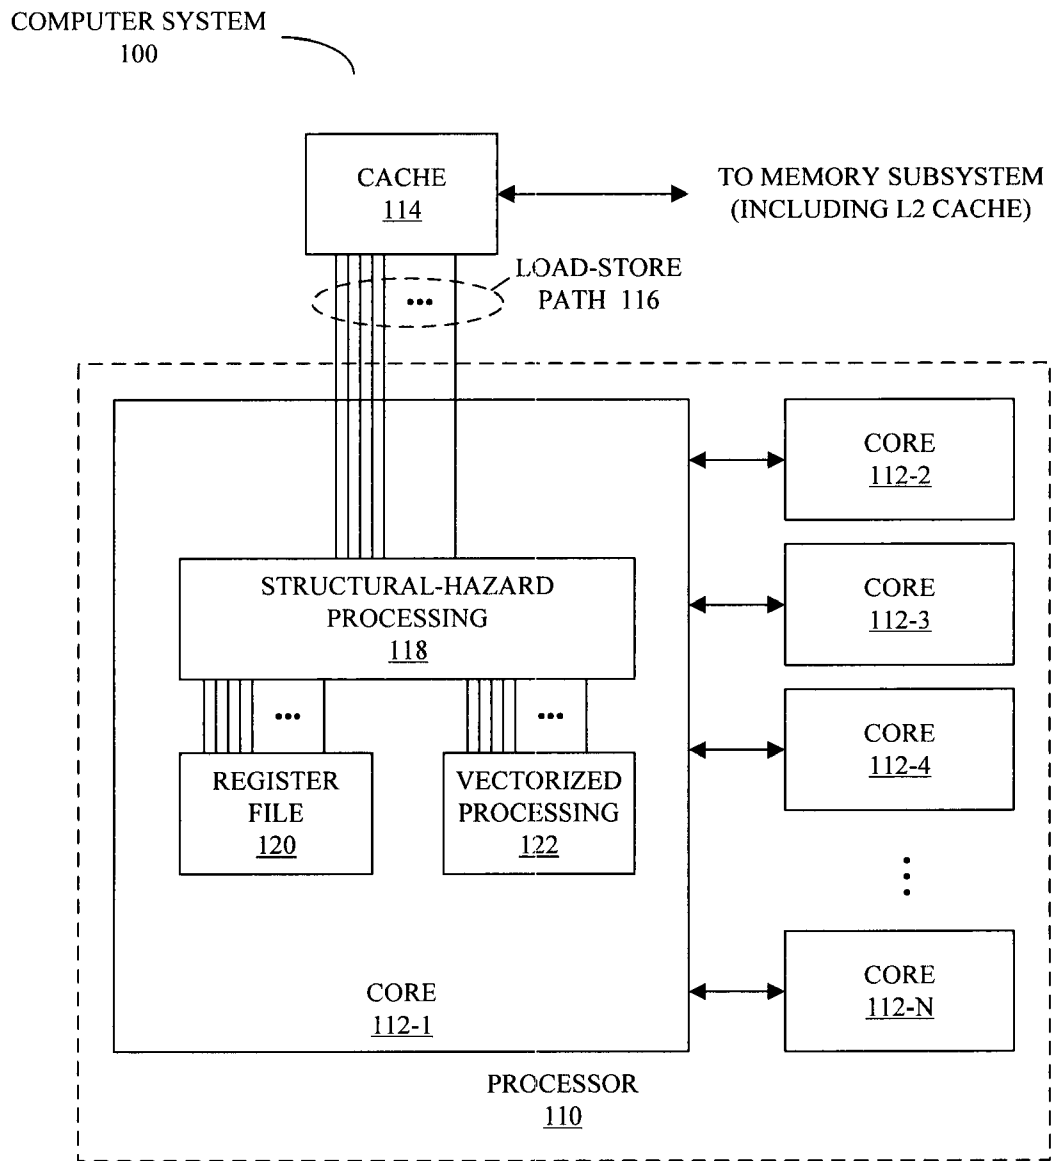 COMPUTER SYSTEM
100
CACHE
114
TO MEMORY SUBSYSTEM
(INCLUDING L2 CACHE)
LOAD-STORE
PATH 116
•••
CORE
112-2
STRUCTURAL-HAZARD
PROCESSING
118
CORE
112-3
•••
•••
REGISTER
FILE
120
VECTORIZED
PROCESSING
122
CORE
112-4
CORE
112-1
CORE
112-N
PROCESSOR
110